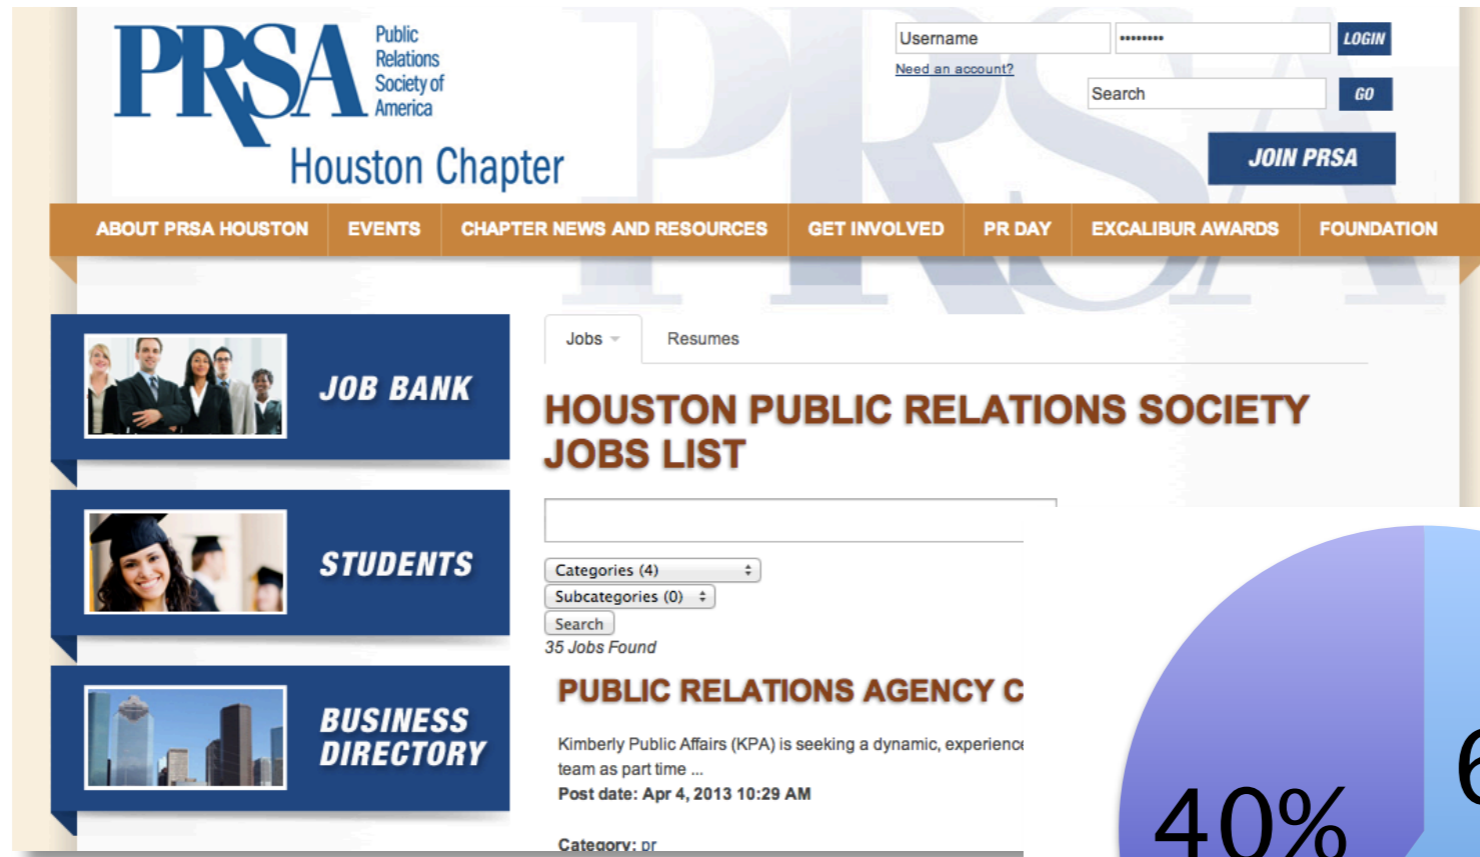 PRSA
Public
Relations
Society of
America
Houston Chapter
Username
••••••••
LOGIN
Need an account?
Search
GO
JOIN PRSA
PRSA
ABOUT PRSA HOUSTON EVENTS CHAPTER NEWS AND RESOURCES GET INVOLVED PR DAY EXCALIBUR AWARDS FOUNDATION
JOB BANK
STUDENTS
BUSINESS
DIRECTORY
Jobs Resumes
HOUSTON PUBLIC RELATIONS SOCIETY
JOBS LIST
Categories (4)
Subcategories (0)
Search
35 Jobs Found
PUBLIC RELATIONS AGENCY C
Kimberly Public Affairs (KPA) is seeking a dynamic, experience
team as part time ...
Post date: Apr 4, 2013 10:29 AM
Category: pr
40%